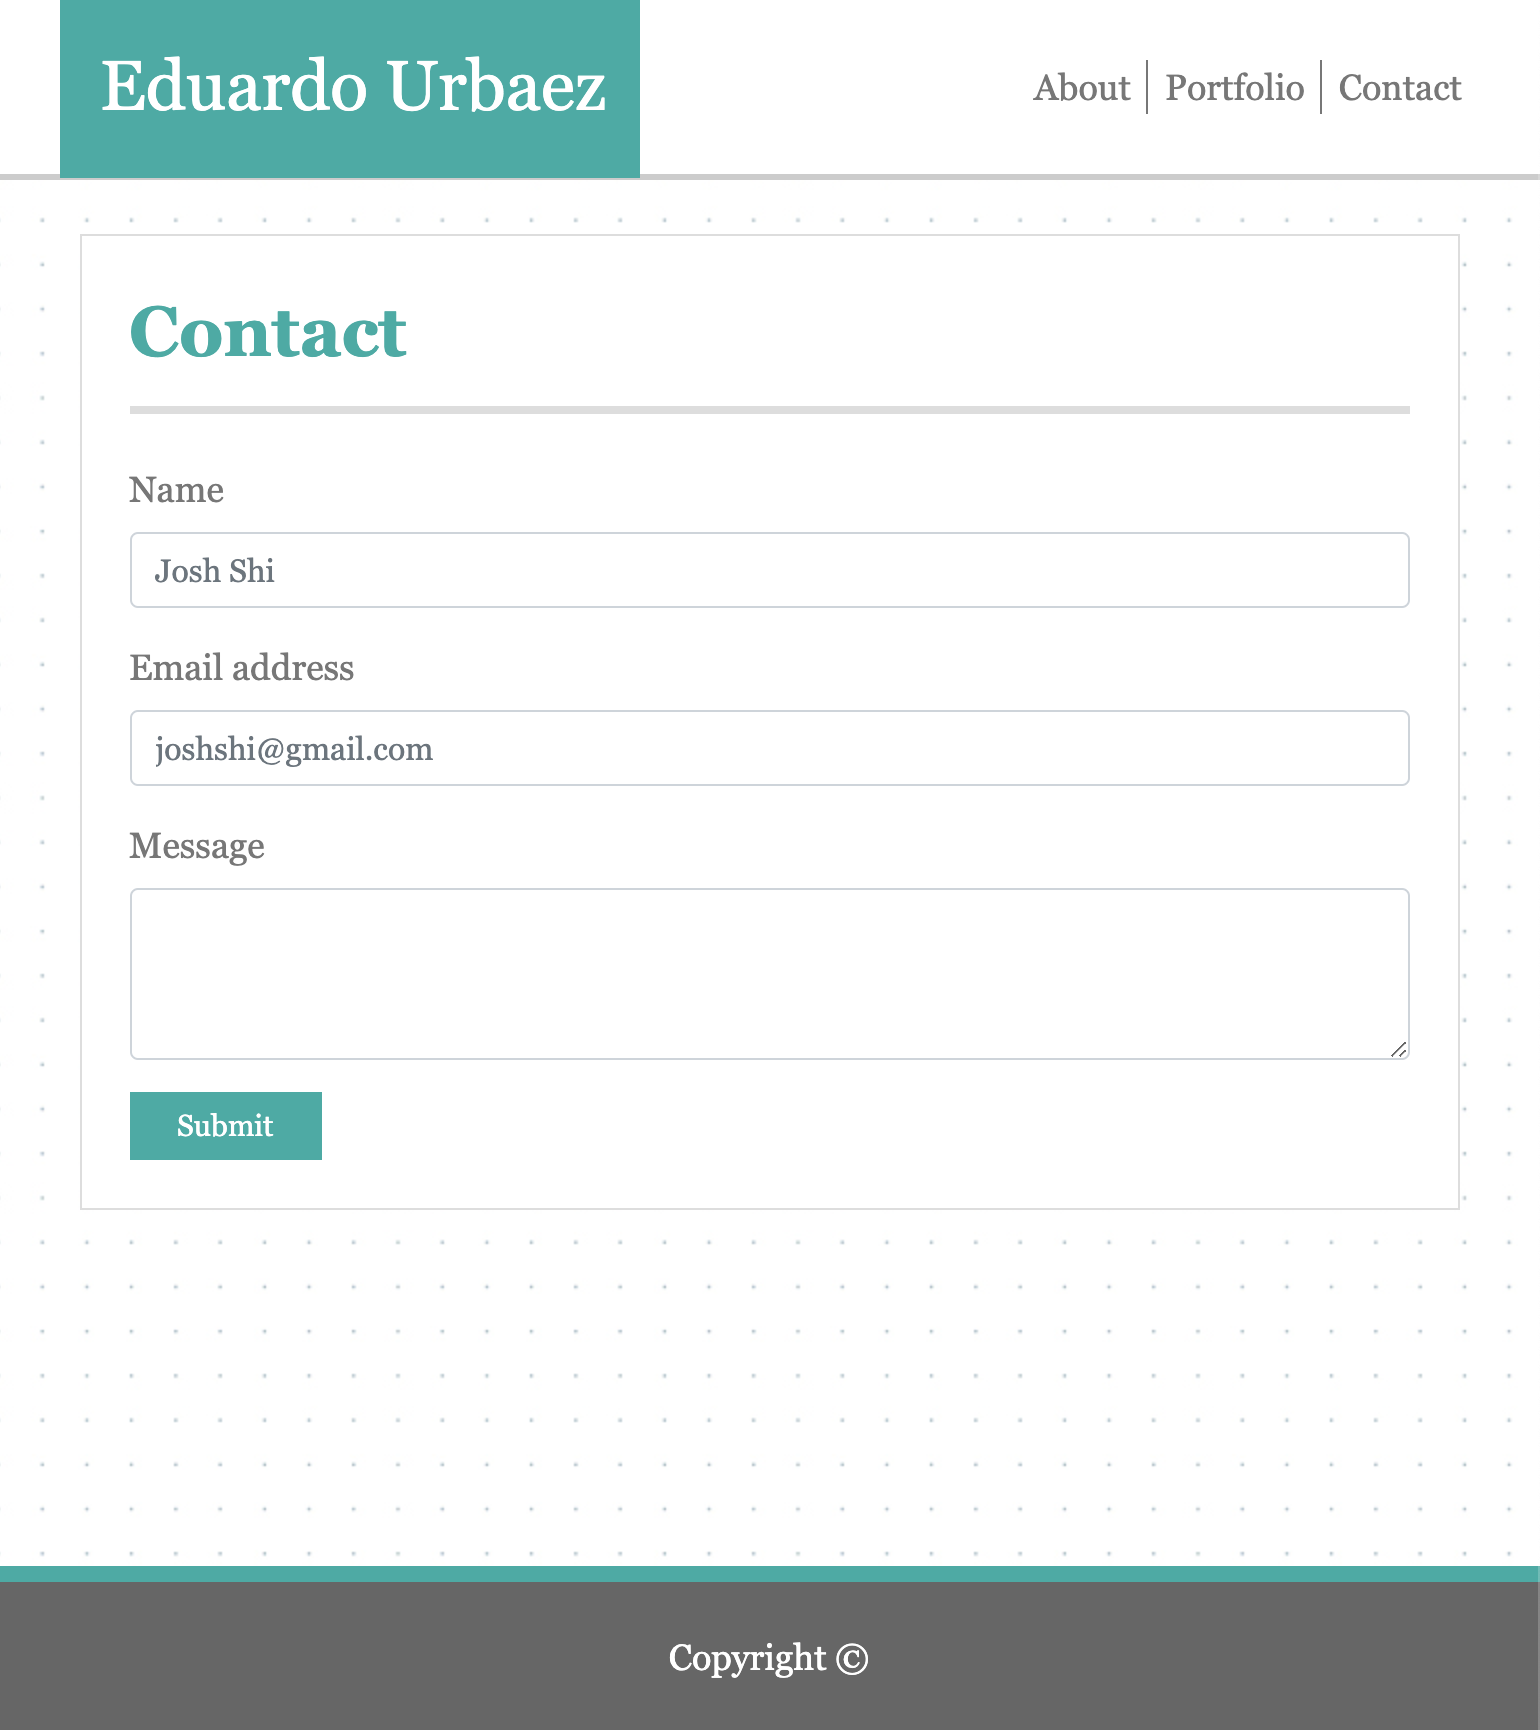 Eduardo Urbaez
About Portfolio Contact
Contact
Name
Josh Shi
Email address
joshshi@gmail.com
Message
Submit
Copyright ©